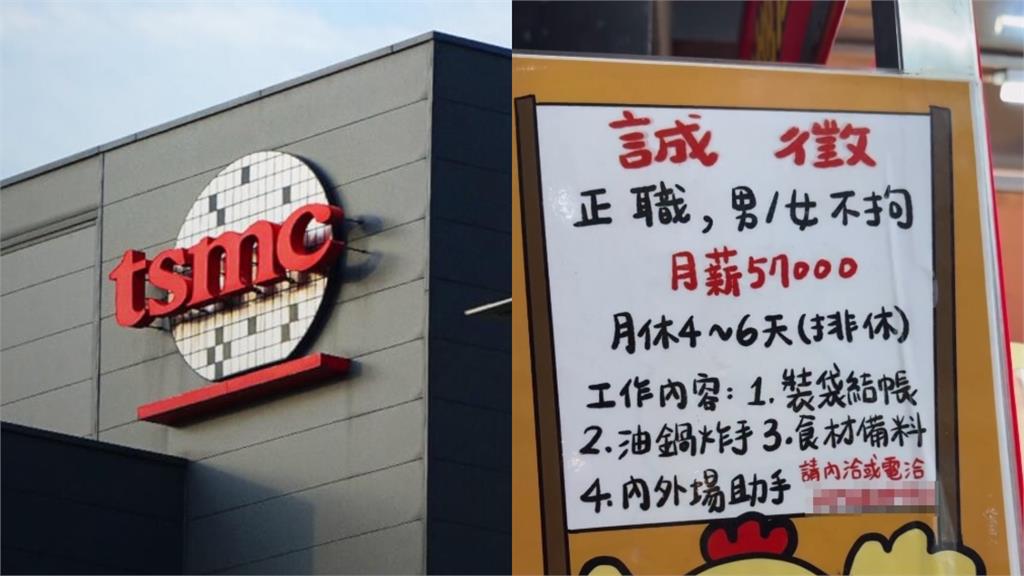 tsmc
誠 徵
正職,男/女不拘
月薪57000
月休4~6天(排休)
工作內容:1.裝袋結帳
2.油鍋炸手3.食材備料
4.內外場助手 請內洽或電洽